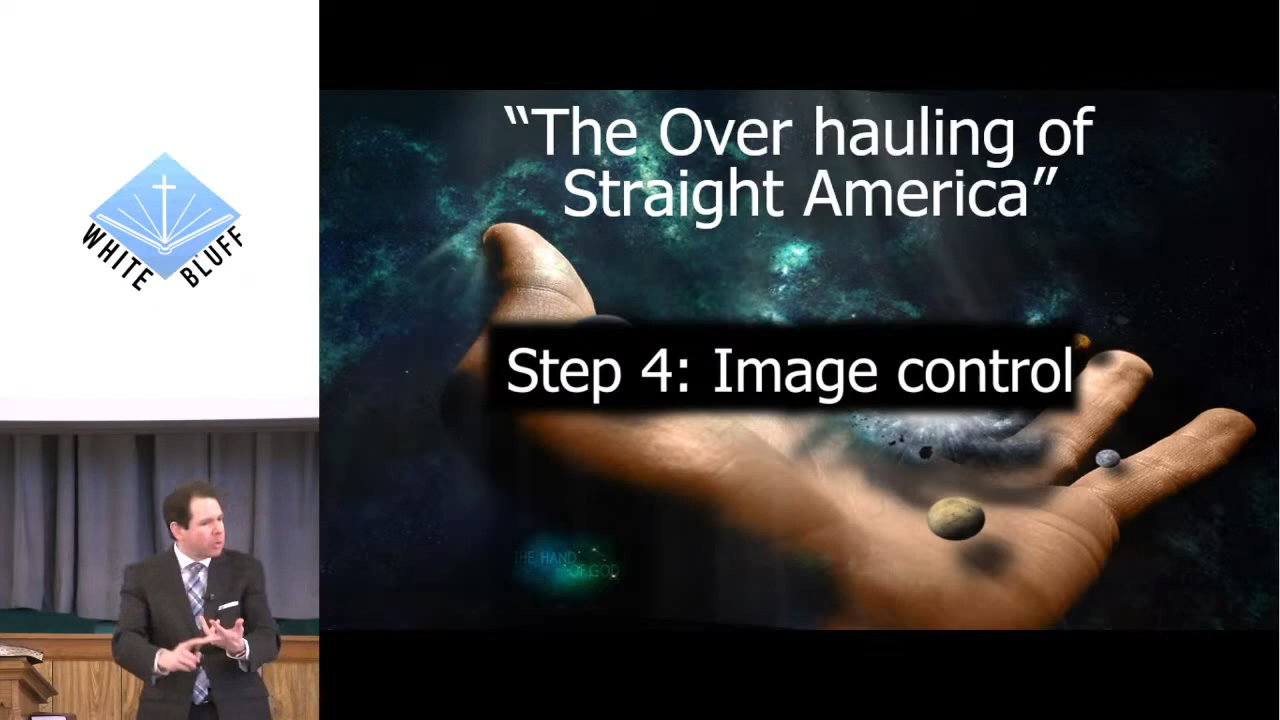 WHITE BLUFF
“The Over hauling of
Straight America”
Step 4: Image control
THE HAND
OF GOD